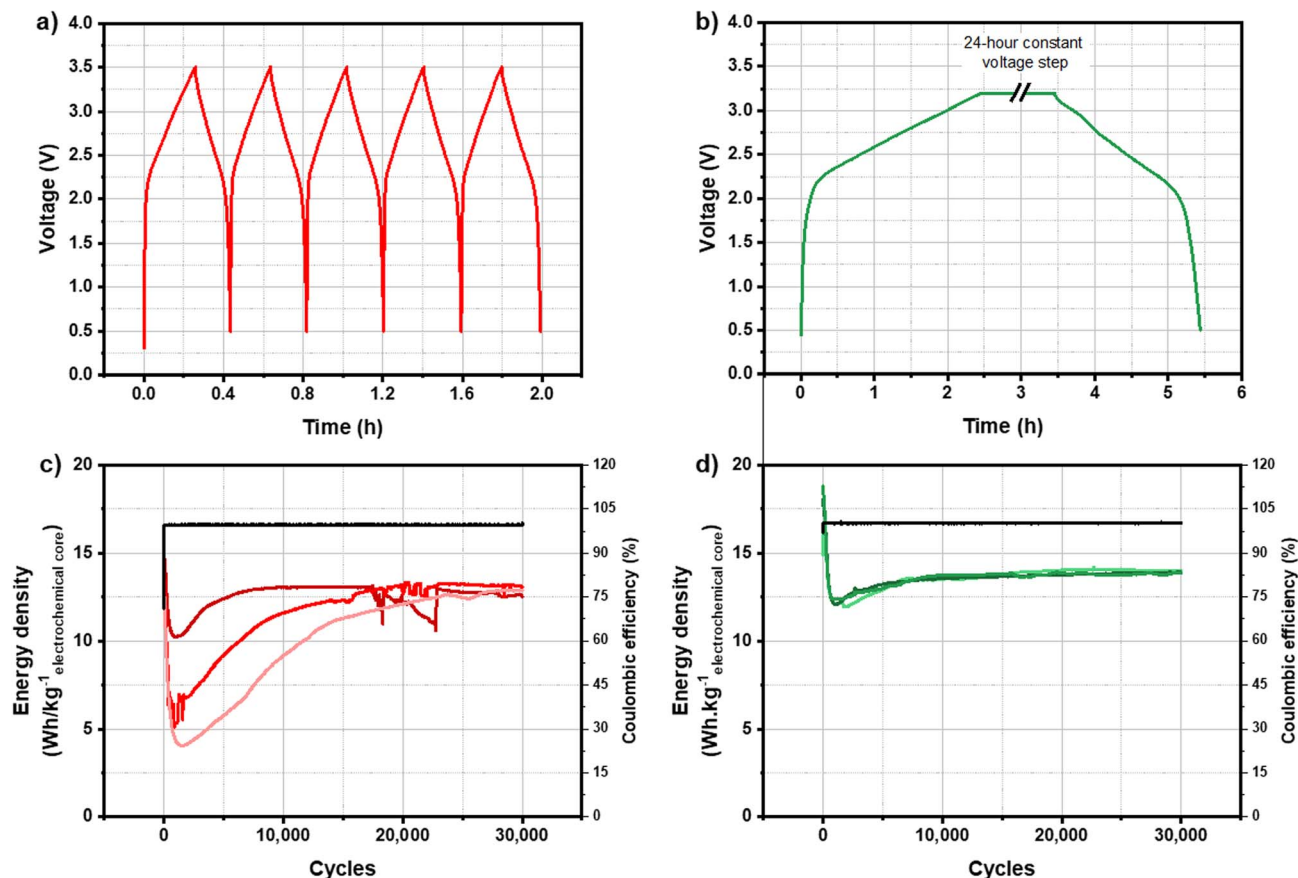 a)
4.0
3.5
3.0
2.5
2.0
1.5
1.0
0.5
0.0
Voltage (V)
0.0 0.4 0.8 1.2 1.6 2.0
Time (h)
b)
24-hour constant
voltage step
4.0
3.5
3.0
2.5
2.0
1.5
1.0
0.5
0.0
Voltage (V)
0 1 2 3 4 5 6
Time (h)
c)
20
15
10
5
0
Energy density
(Wh/kg-1 electrochemical core)
120
105
90
75
60
45
30
15
0
Coulombic efficiency (%)
0 10,000 20,000 30,000
Cycles
d)
20
15
10
5
0
Energy density
(Wh.kg-1 electrochemical core)
120
105
90
75
60
45
30
15
0
Coulombic efficiency (%)
0 10,000 20,000 30,000
Cycles